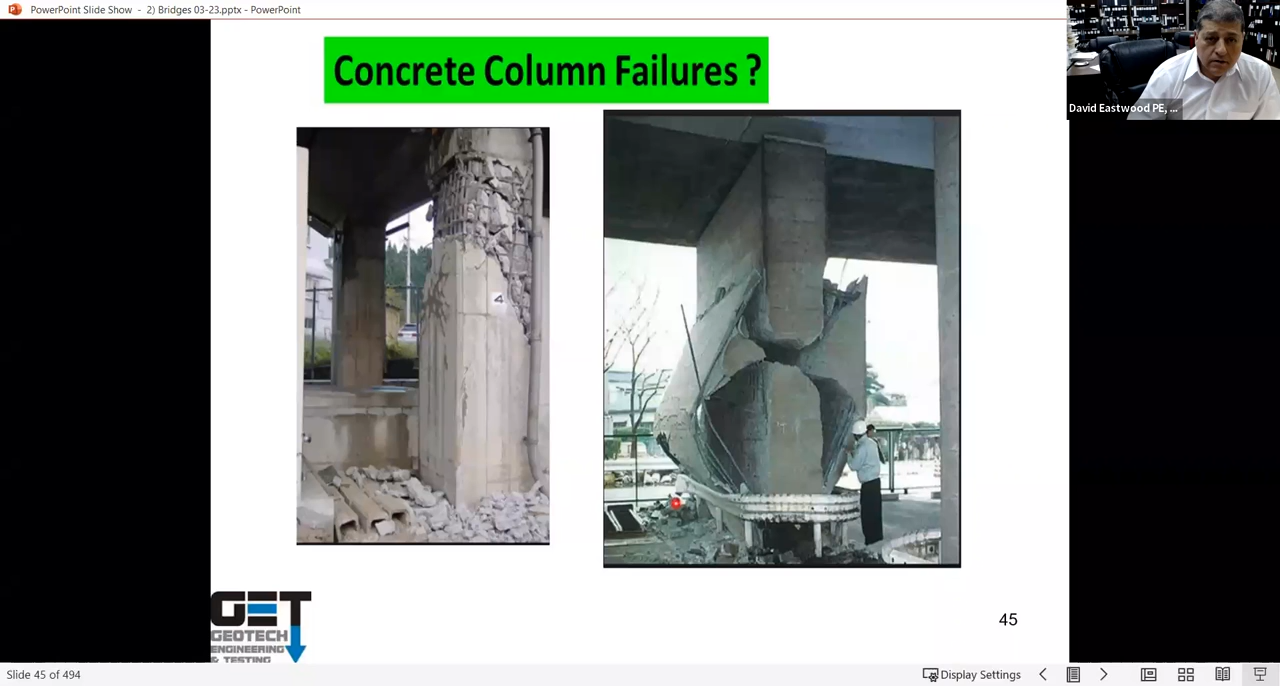 PowerPoint Slide Show - 2) Bridges 03-23.pptx - PowerPoint
David Eastwood PE, ...
Concrete Column Failures ?
4
GET
GEOTECH
ENGINEERING
& TESTING
45
Slide 45 of 494
Display Settings